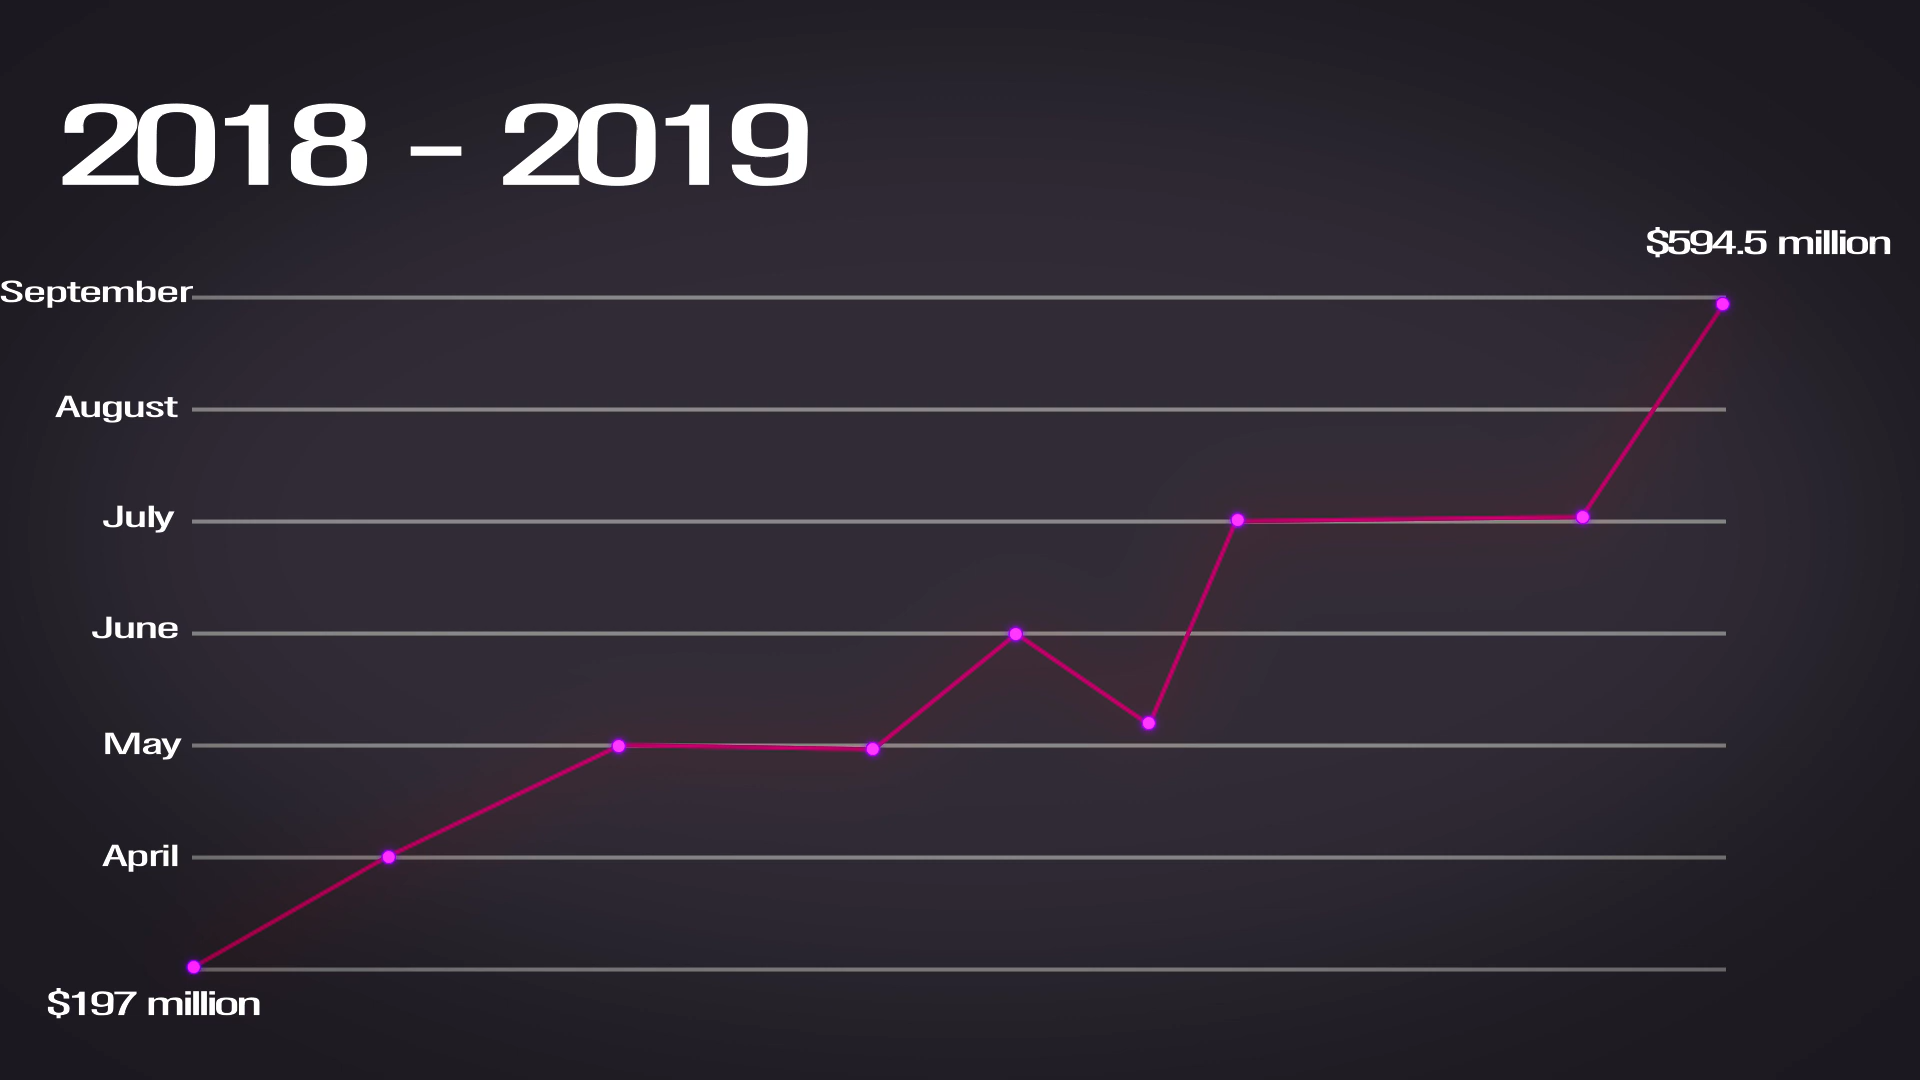 2018 - 2019
$594.5 million
September
August
July
June
May
April
$197 million